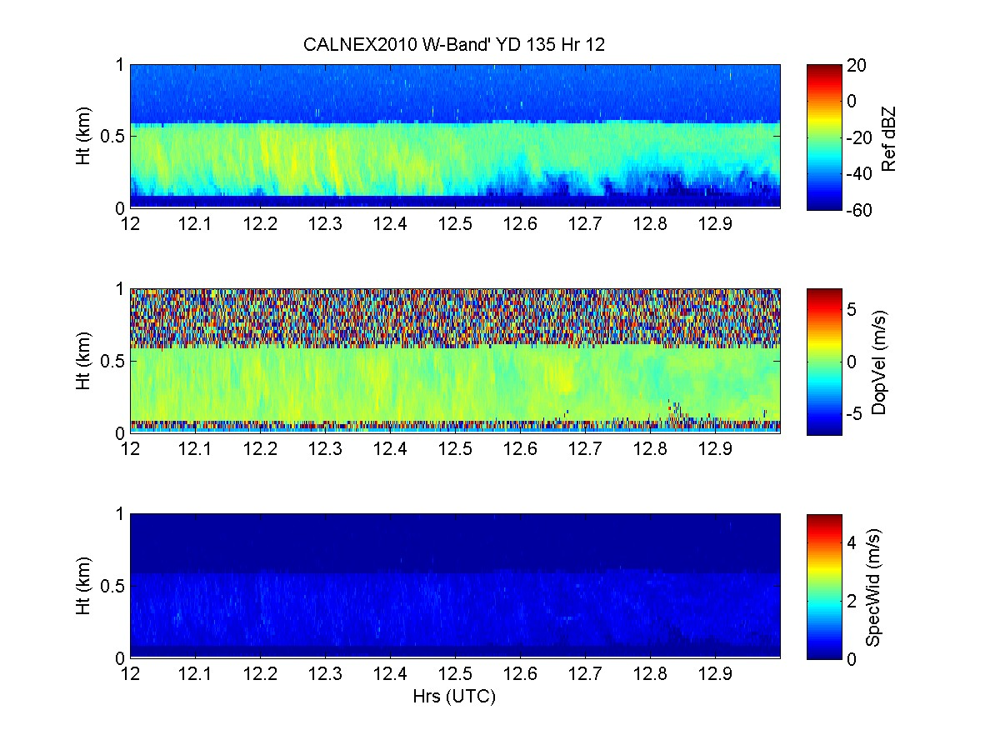 CALNEX2010 W-Band' YD 135 Hr 12
1
0.5
0
Ht (km)
12 12.1 12.2 12.3 12.4 12.5 12.6 12.7 12.8 12.9
20
0
-20
-40
-60
Ref dBZ
1
0.5
0
Ht (km)
12 12.1 12.2 12.3 12.4 12.5 12.6 12.7 12.8 12.9
5
0
-5
DopVel (m/s)
1
0.5
0
Ht (km)
12 12.1 12.2 12.3 12.4 12.5 12.6 12.7 12.8 12.9
Hrs (UTC)
4
2
0
SpecWid (m/s)